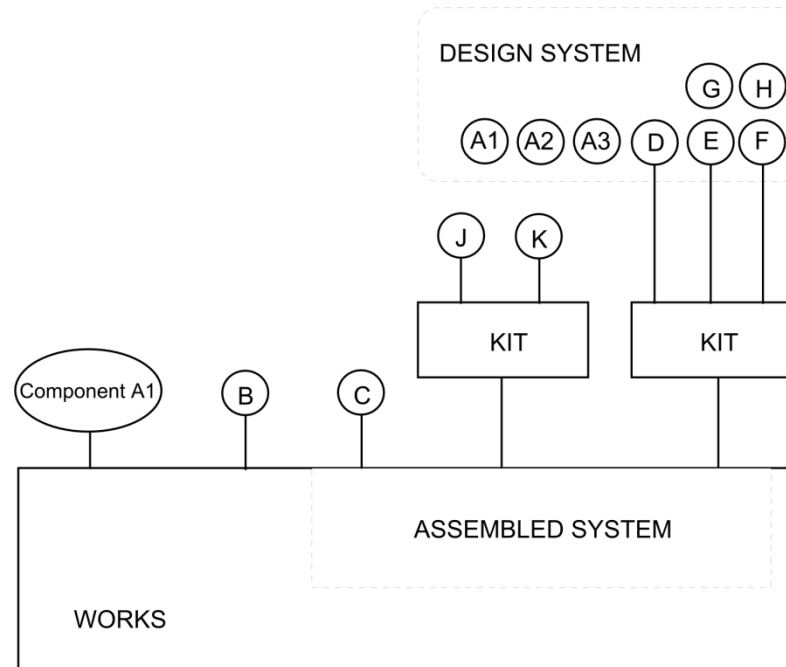 DESIGN SYSTEM
G H
A1 A2 A3 D E F
J K
KIT KIT
Component A1 B C
ASSEMBLED SYSTEM
WORKS